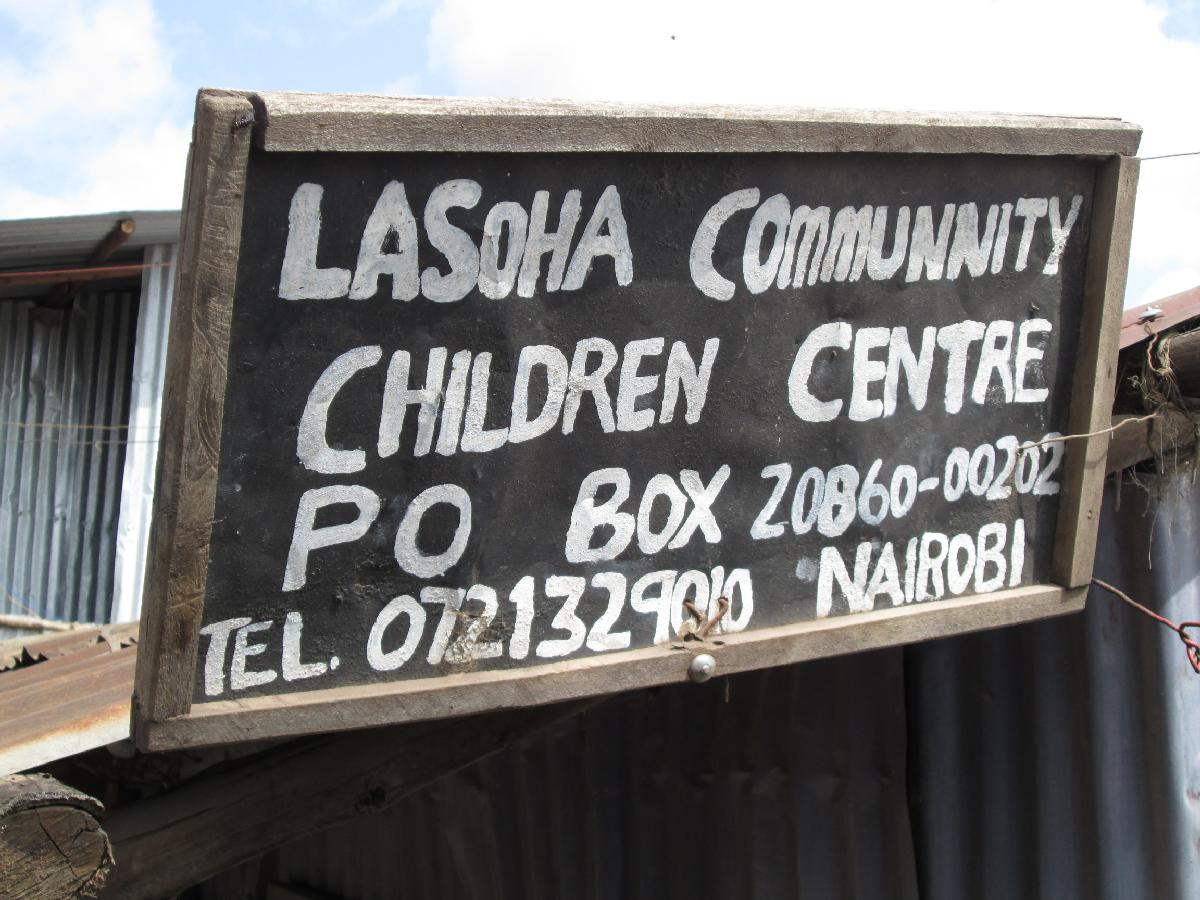 LASOHA COMMUNNITY
CHILDREN CENTRE
PO BOX 20860-00202
TEL. 0721329010 NAIROBI